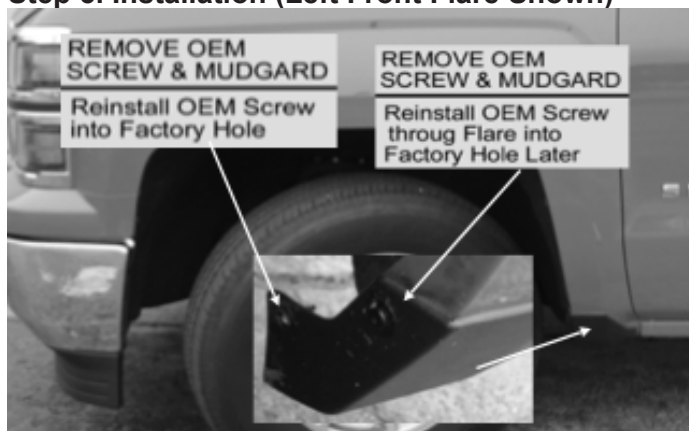 Step 3: Installation (Left Front Flare Shown)
REMOVE OEM
SCREW & MUDGARD
Reinstall OEM Screw
into Factory Hole
REMOVE OEM
SCREW & MUDGARD
Reinstall OEM Screw
throug Flare into
Factory Hole Later